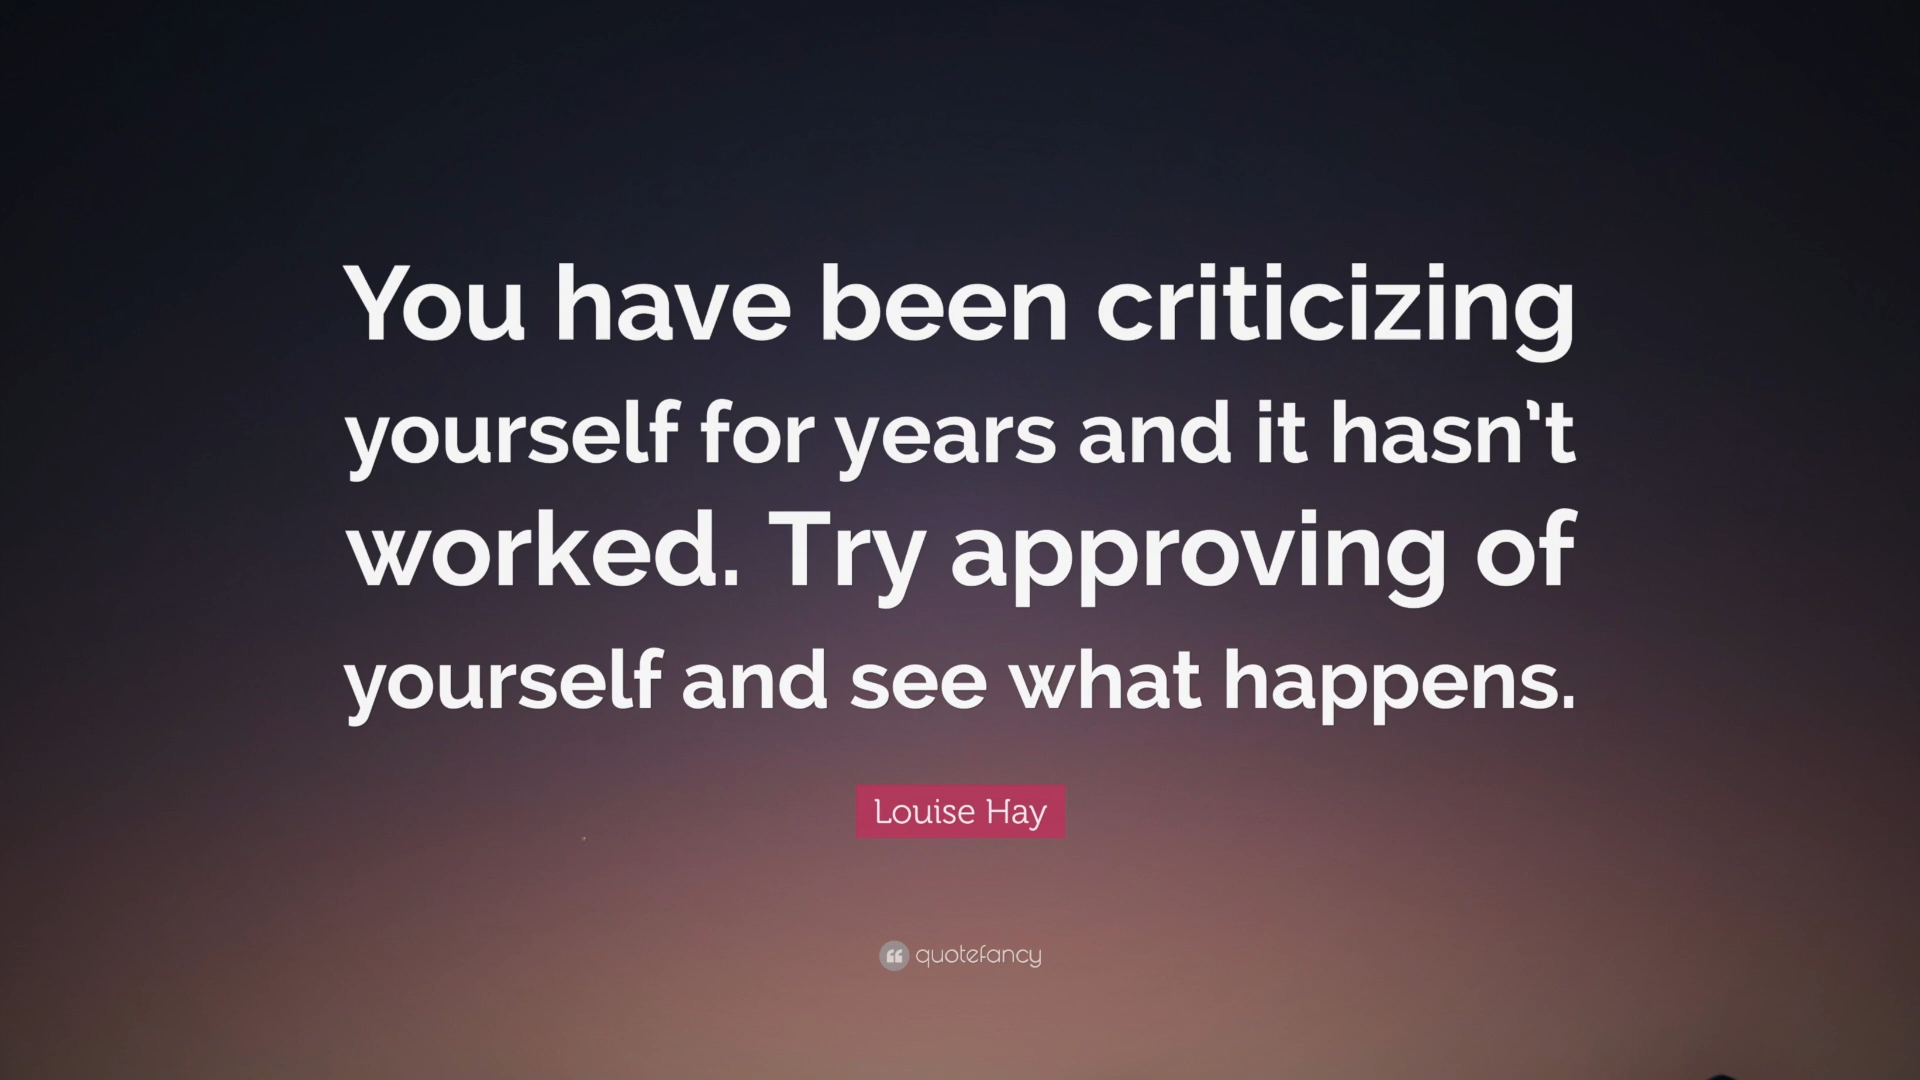 You have been criticizing
yourself for years and it hasn’t
worked. Try approving of
yourself and see what happens.
Louise Hay
quotefancy